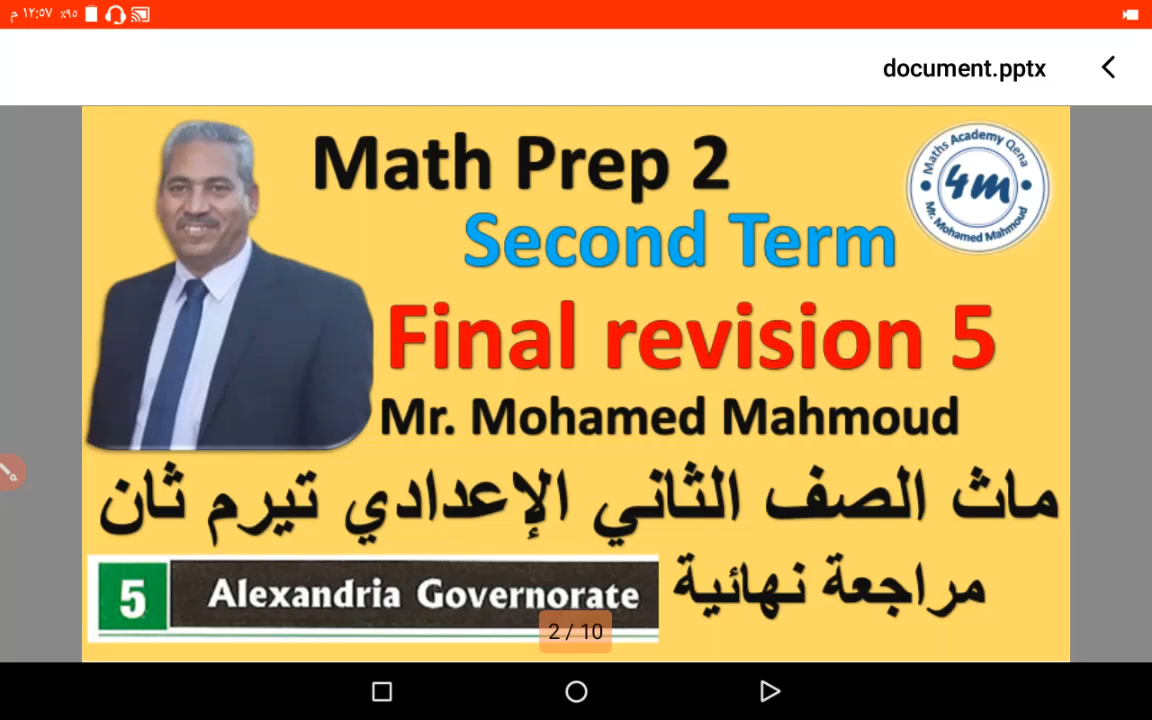 م ١٢:٥٧ ٪٩٥
document.pptx
Math Prep 2
Maths Academy Qena
4m
Mr. Mohamed Mahmoud
Second Term
Final revision 5
Mr. Mohamed Mahmoud
ماث الصف الثاني الإعدادي تيرم ثان
مراجعة نهائية
5 Alexandria Governorate
2 / 10